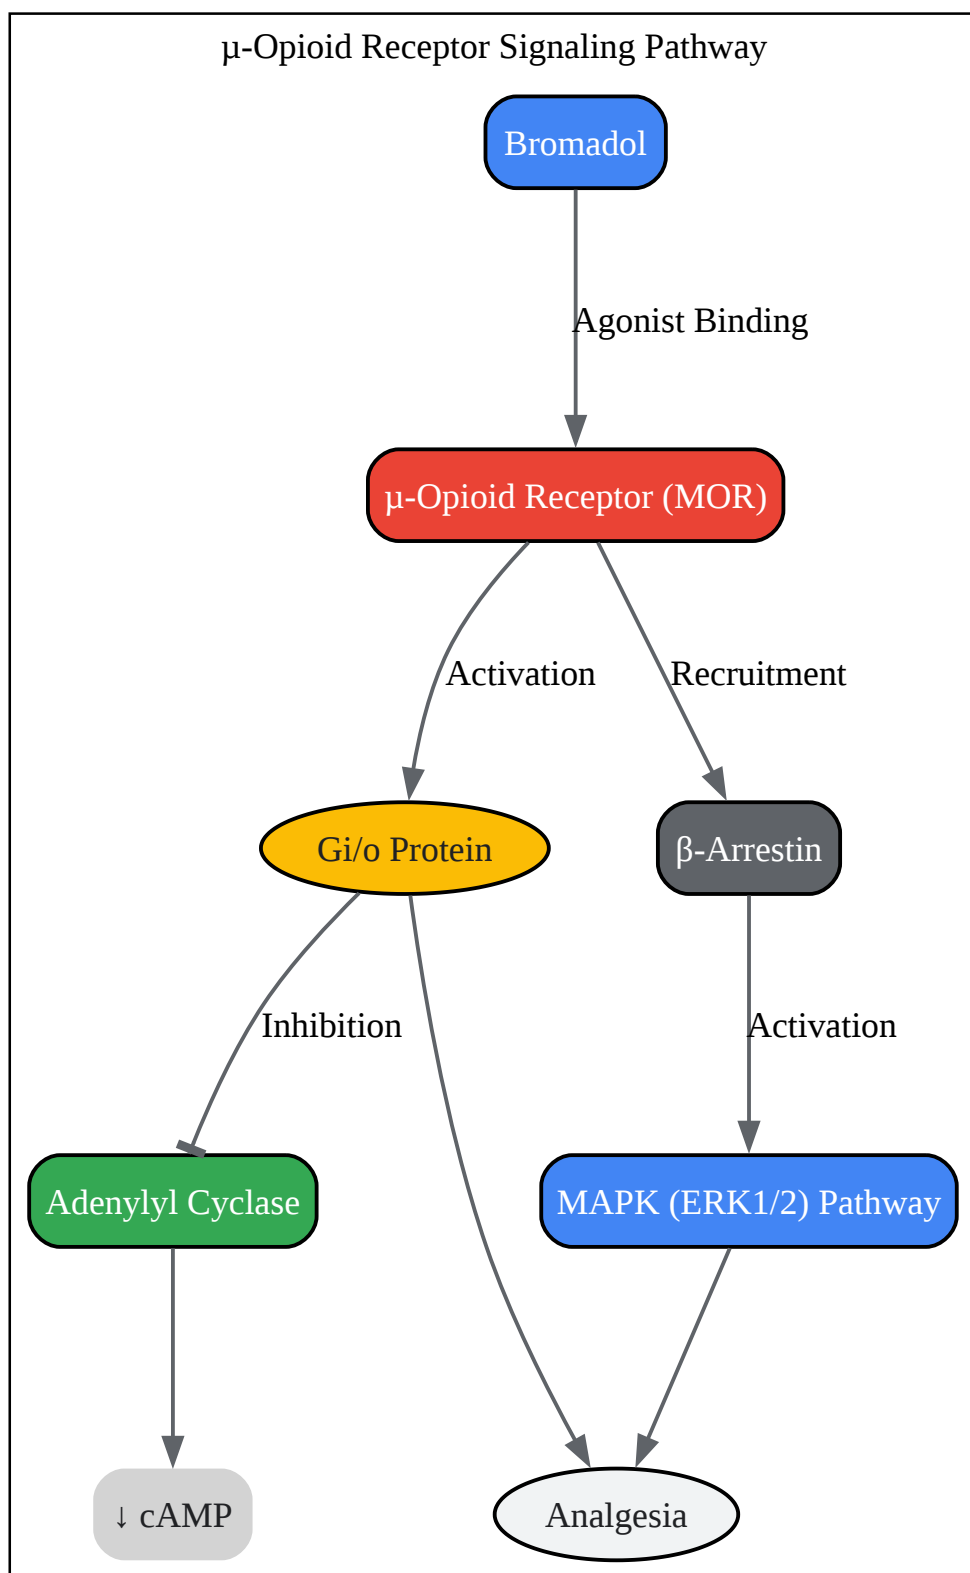 µ-Opioid Receptor Signaling Pathway
Bromadol
Agonist Binding
µ-Opioid Receptor (MOR)
Activation
Recruitment
Gi/o Protein
β-Arrestin
Inhibition
Activation
Adenylyl Cyclase
MAPK (ERK1/2) Pathway
↓ cAMP
Analgesia